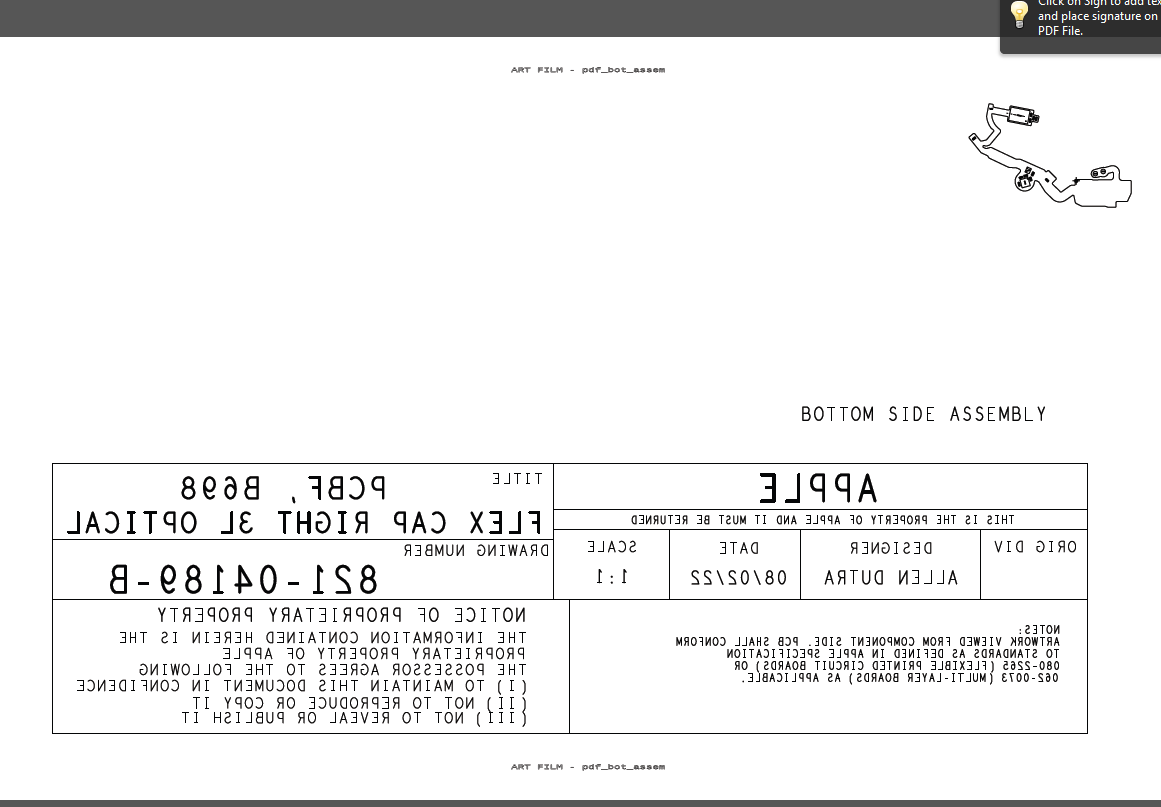 Click on Sign to add tex
and place signature on
PDF File.
ART FILM - pdf_bot_assem
BOTTOM SIDE ASSEMBLY
APPLE
THIS IS THE PROPERTY OF APPLE AND IT MUST BE RETURNED
ORIG DIV
DESIGNER
ALLEN DUTRA
DATE
08/02/22
SCALE
1:1
TITLE
PCBF, B698
FLEX CAP RIGHT 3L OPTICAL
DRAWING NUMBER
821-04189-B
NOTES:
ARTWORK VIEWED FROM COMPONENT SIDE. PCB SHALL CONFORM
TO STANDARDS AS DEFINED IN APPLE SPECIFICATION
080-2265 (FLEXIBLE PRINTED CIRCUIT BOARDS) OR
062-0073 (MULTI-LAYER BOARDS) AS APPLICABLE.
NOTICE OF PROPRIETARY PROPERTY
THE INFORMATION CONTAINED HEREIN IS THE
PROPRIETARY PROPERTY OF APPLE
THE POSSESSOR AGREES TO THE FOLLOWING
(I) TO MAINTAIN THIS DOCUMENT IN CONFIDENCE
(II) NOT TO REPRODUCE OR COPY IT
(III) NOT TO REVEAL OR PUBLISH IT
ART FILM - pdf_bot_assem